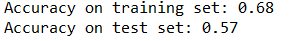 Accuracy on training set: 0.68
Accuracy on test set: 0.57